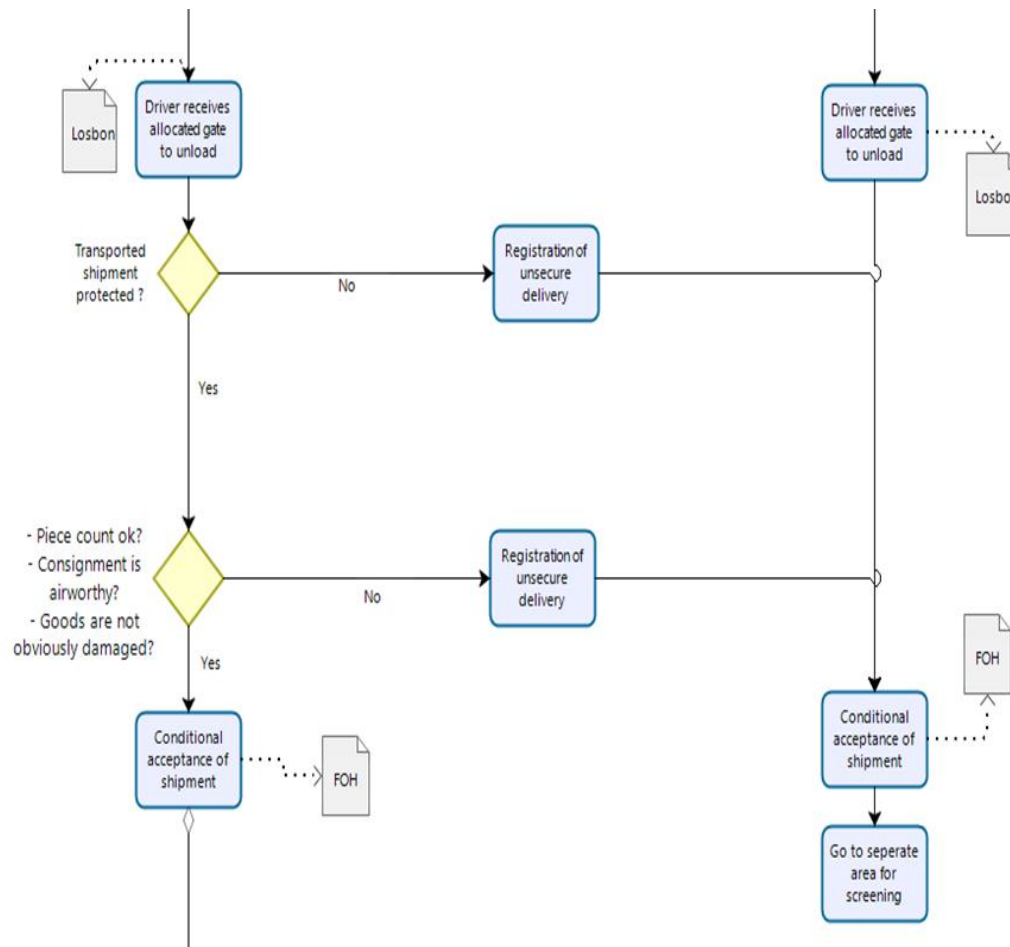 Driver receives
allocated gate
to unload
Losbon
Driver receives
allocated gate
to unload
Losbo
Transported
shipment
protected ?
No
Registration of
unsecure
delivery
Yes
- Piece count ok?
- Consignment is
airworthy?
- Goods are not
obviously damaged?
No
Registration of
unsecure
delivery
Yes
Conditional
acceptance of
shipment
FOH
FOH
Conditional
acceptance of
shipment
Go to seperate
area for
screening